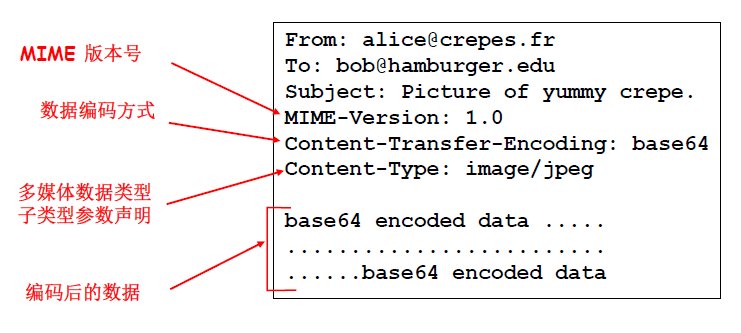 MIME 版本号
数据编码方式
多媒体数据类型
子类型参数声明
编码后的数据
From: alice@crepes.fr
To: bob@hamburger.edu
Subject: Picture of yummy crepe.
MIME-Version: 1.0
Content-Transfer-Encoding: base64
Content-Type: image/jpeg
base64 encoded data .....
.........................
......base64 encoded data